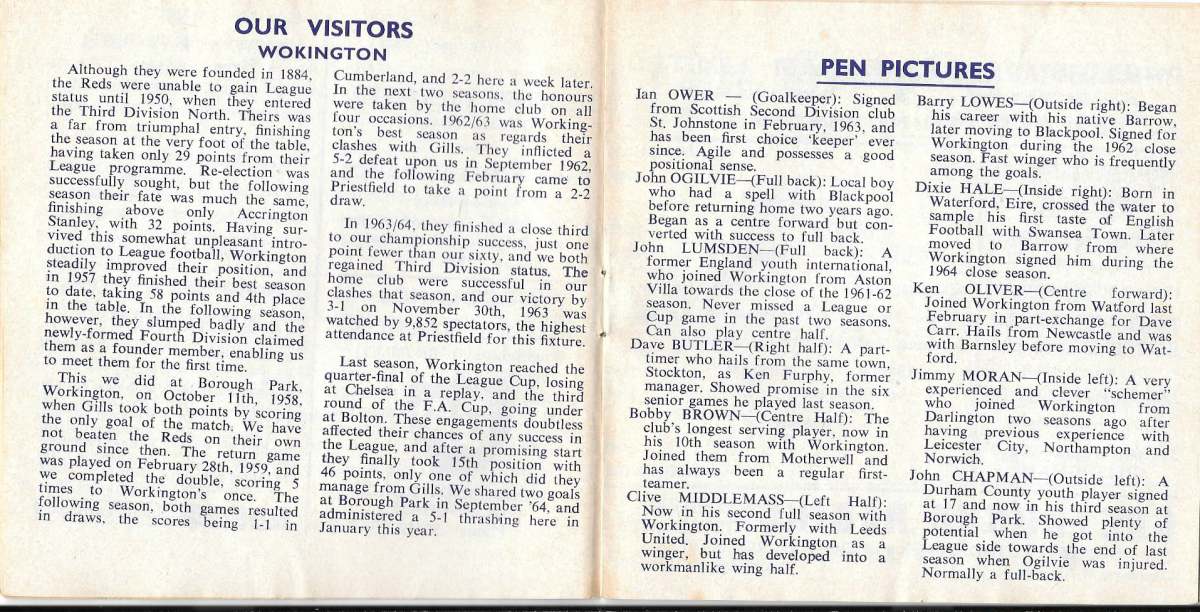 OUR VISITORS
WOKINGTON
Although they were founded in 1884,
the Reds were unable to gain League
status until 1950, when they entered
the Third Division North. Theirs was
a far from triumphal entry, finishing
the season at the very foot of the table,
having taken only 29 points from their
League programme. Re-election was
successfully sought, but the following
season their fate was much the same,
finishing above only Accrington
Stanley, with 32 points. Having sur-
vived this somewhat unpleasant intro-
duction to League football, Workington
steadily improved their position, and
in 1957 they finished their best season
to date, taking 58 points and 4th place
in the table. In the following season,
however, they slumped badly and the
newly-formed Fourth Division claimed
them as a founder member, enabling us
to meet them for the first time.
This we did at Borough Park,
Workington, on October 11th, 1958,
when Gills took both points by scoring
the only goal of the match. We have
not beaten the Reds on their own
ground since then. The return game
was played on February 28th, 1959, and
we completed the double, scoring 5
times to Workington's once. The
following season, both games resulted
in draws, the scores being 1-1 in
Cumberland, and 2-2 here a week later.
In the next two seasons, the honours
were taken by the home club on all
four occasions. 1962/63 was Working-
ton's best season as regards their
clashes with Gills. They inflicted a
5-2 defeat upon us in September 1962,
and the following February came to
Priestfield to take a point from a 2-2
draw.
In 1963/64, they finished a close third
to our championship success, just one
point fewer than our sixty, and we both
regained Third Division status. The
home club were successful in our
clashes that season, and our victory by
3-1 on November 30th, 1963 was
watched by 9,852 spectators, the highest
attendance at Priestfield for this fixture.
Last season, Workington reached the
quarter-final of the League Cup, losing
at Chelsea in a replay, and the third
round of the F.A. Cup, going under
at Bolton. These engagements doubtless
affected their chances of any success in
the League, and after a promising start
they finally took 15th position with
46 points, only one of which did they
manage from Gills. We shared two goals
at Borough Park in September '64, and
administered a 5-1 thrashing here in
January this year.
PEN PICTURES
Ian OWER — (Goalkeeper): Signed
from Scottish Second Division club
St. Johnstone in February, 1963, and
has been first choice 'keeper' ever
since. Agile and possesses a good
positional sense.
John OGILVIE—(Full back): Local boy
who had a spell with Blackpool
before returning home two years ago.
Began as a centre forward but con-
verted with success to full back.
John LUMSDEN—(Full back): A
former England youth international,
who joined Workington from Aston
Villa towards the close of the 1961-62
season. Never missed a League or
Cup game in the past two seasons.
Can also play centre half.
Dave BUTLER—(Right half): A part-
timer who hails from the same town,
Stockton, as Ken Furphy, former
manager. Showed promise in the six
senior games he played last season.
Bobby BROWN—(Centre Half): The
club's longest serving player, now in
his 10th season with Workington.
Joined them from Motherwell and
has always been a regular first-
teamer.
Clive MIDDLEMASS—(Left Half):
Now in his second full season with
Workington. Formerly with Leeds
United. Joined Workington as a
winger, but has developed into a
workmanlike wing half.
Barry LOWES—(Outside right): Began
his career with his native Barrow,
later moving to Blackpool. Signed for
Workington during the 1962 close
season. Fast winger who is frequently
among the goals.
Dixie HALE—(Inside right): Born in
Waterford, Eire, crossed the water to
sample his first taste of English
Football with Swansea Town. Later
moved to Barrow from where
Workington signed him during the
1964 close season.
Ken OLIVER—(Centre forward):
Joined Workington from Watford last
February in part-exchange for Dave
Carr. Hails from Newcastle and was
with Barnsley before moving to Wat-
ford.
Jimmy MORAN—(Inside left): A very
experienced and clever "schemer"
who joined Workington from
Darlington two seasons ago after
having previous experience with
Leicester City, Northampton and
Norwich.
John CHAPMAN—(Outside left): A
Durham County youth player signed
at 17 and now in his third season at
Borough Park. Showed plenty of
potential when he got into the
League side towards the end of last
season when Ogilvie was injured.
Normally a full-back.